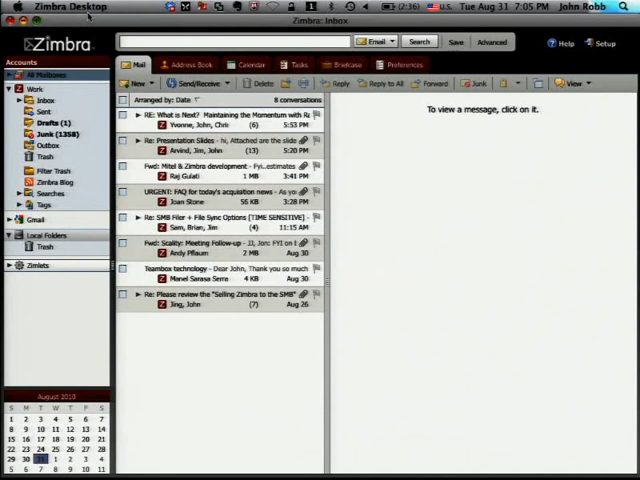 Zimbra Desktop (2:36) U.S. Tue Aug 31 7:05 PM John Robb
Zimbra: Inbox
Zimbra Email Search Save Advanced Help Setup
Accounts Mail Address Book Calendar Tasks Briefcase Preferences
All Mailboxes New Send/Receive Delete Reply Reply to All Forward Junk View
Work
Inbox
Sent
Drafts (1)
Junk (1358)
Outbox
Trash
Filter Trash
Zimbra Blog
Searches
Tags
Gmail
Local Folders
Trash
Zimlets
Arranged by: Date 8 conversations
RE: What is Next? Maintaining the Momentum with
Yvonne, John, Chris (6) 5:53 PM
Re: Presentation Slides - hi, Attached are the slide
Arvind, Jim, John (13) 5:20 PM
Fwd: Mitel & Zimbra development - Fyi...estimates
Raj Gulati 1 MB 3:41 PM
URGENT: FAQ for today's acquisition news - As
Joan Stone 56 KB 3:28 PM
Re: SMB Filer + File Sync Options [TIME SENSITIVE] -
Sam, Brian, Jim (4) 11:15 AM
Fwd: Scality: Meeting Follow-up - JJ, Jon: FYI on
Andy Pflaum 2 MB Aug 30
Teambox technology - Dear John, Thank you so much
Manel Sarasa Serra 4 KB Aug 30
Re: Please review the "Selling Zimbra to the SMB"
Jing, John (7) Aug 26
To view a message, click on it.
August 2010
S M T W T F S
1 2 3 4 5 6 7
8 9 10 11 12 13 14
15 16 17 18 19 20 21
22 23 24 25 26 27 28
29 30 31 1 2 3 4
5 6 7 8 9 10 11